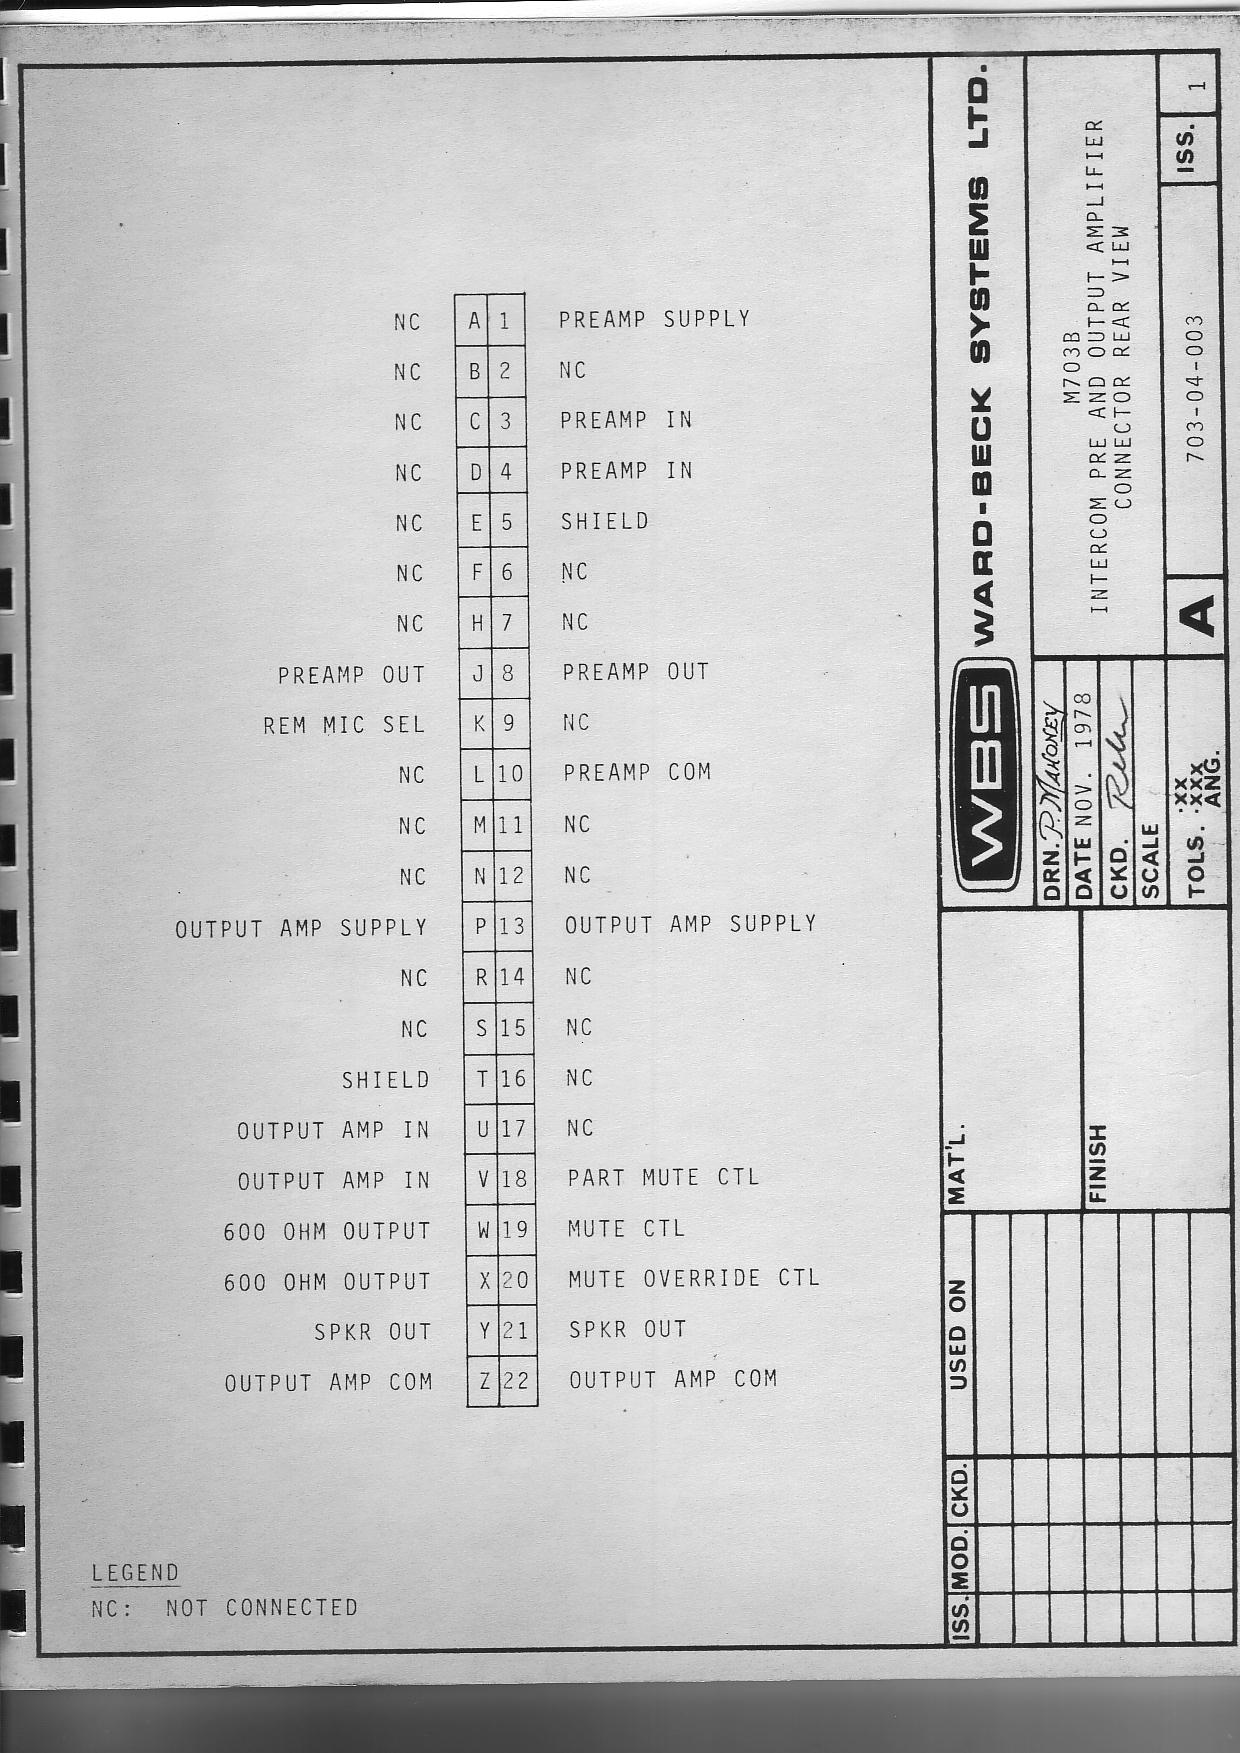 NC A 1 PREAMP SUPPLY
NC B 2 NC
NC C 3 PREAMP IN
NC D 4 PREAMP IN
NC E 5 SHIELD
NC F 6 NC
NC H 7 NC
PREAMP OUT J 8 PREAMP OUT
REM MIC SEL K 9 NC
NC L 10 PREAMP COM
NC M 11 NC
NC N 12 NC
OUTPUT AMP SUPPLY P 13 OUTPUT AMP SUPPLY
NC R 14 NC
NC S 15 NC
SHIELD T 16 NC
OUTPUT AMP IN U 17 NC
OUTPUT AMP IN V 18 PART MUTE CTL
600 OHM OUTPUT W 19 MUTE CTL
600 OHM OUTPUT X 20 MUTE OVERRIDE CTL
SPKR OUT Y 21 SPKR OUT
OUTPUT AMP COM Z 22 OUTPUT AMP COM
LEGEND
NC: NOT CONNECTED
ISS. MOD. CKD. USED ON
MAT'L.
FINISH
WBS WARD-BECK SYSTEMS LTD.
DRN. P. MAHONEY
DATE NOV. 1978
CKD.
SCALE
TOLS. .XX
.XXX
ANG.
M703B
INTERCOM PRE AND OUTPUT AMPLIFIER
CONNECTOR REAR VIEW
A 703-04-003 ISS. 1